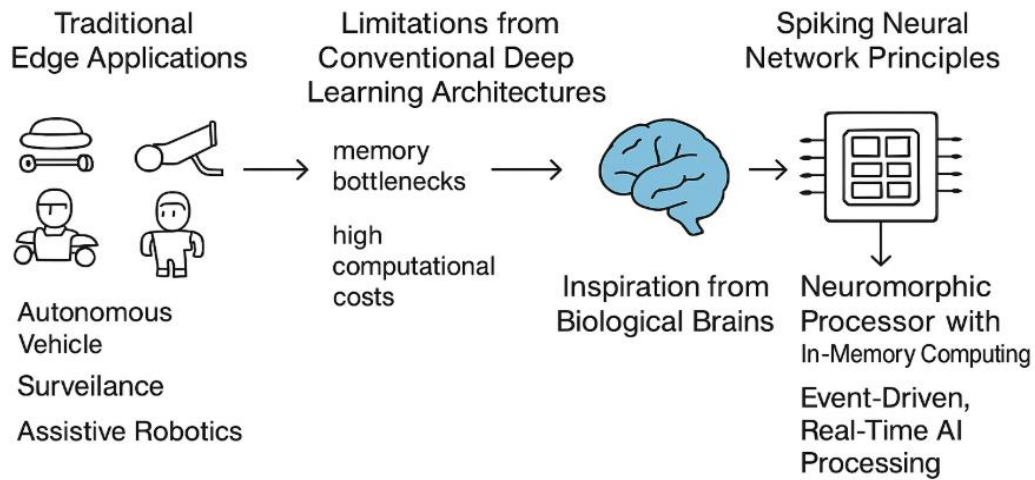 Traditional
Edge Applications
Autonomous
Vehicle
Surveilance
Assistive Robotics
Limitations from
Conventional Deep
Learning Architectures
memory
bottlenecks
high
computational
costs
Inspiration from
Biological Brains
Spiking Neural
Network Principles
Neuromorphic
Processor with
In-Memory Computing
Event-Driven,
Real-Time AI
Processing